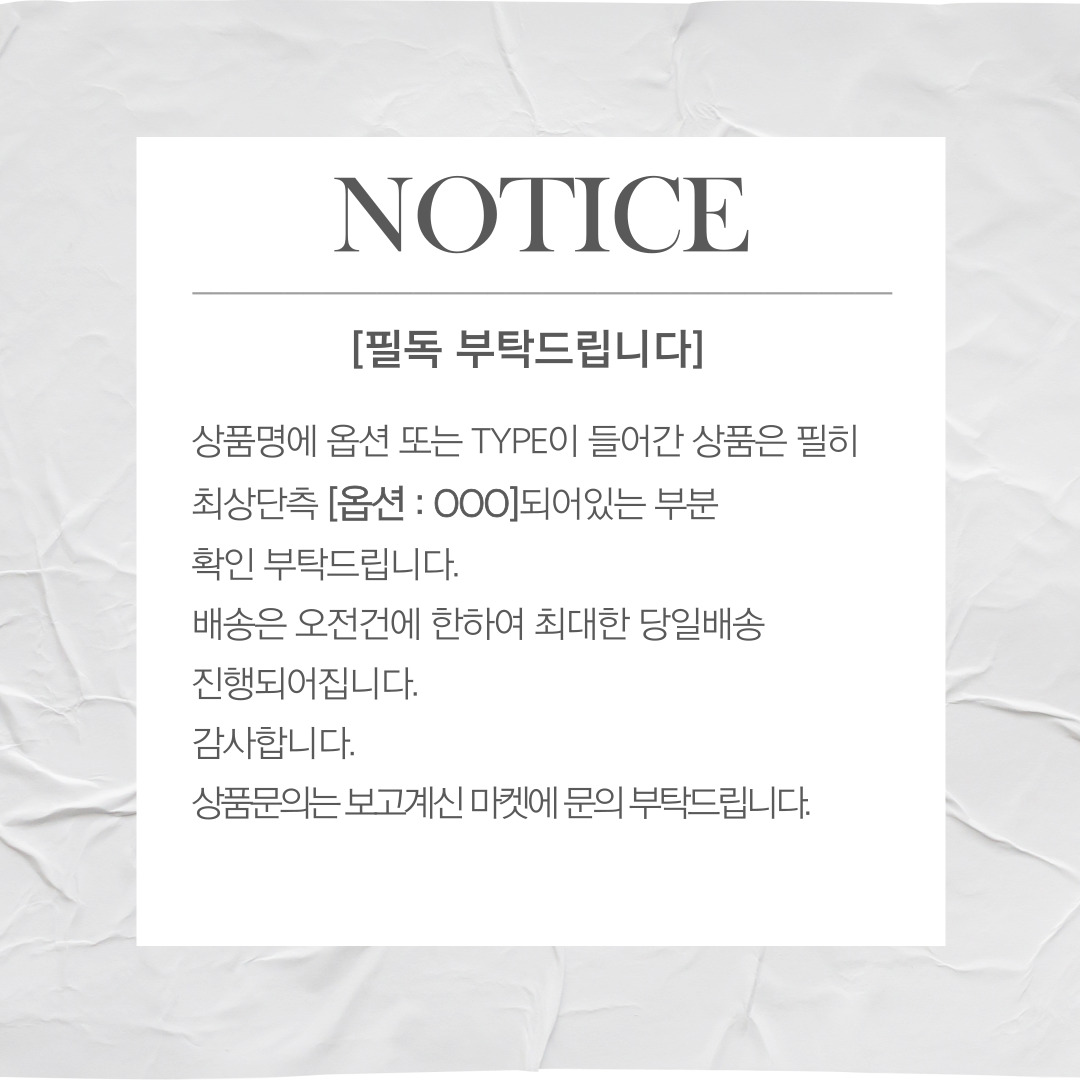 NOTICE
[필독 부탁드립니다]
상품명에 옵션 또는 TYPE이 들어간 상품은 필히
최상단측 [옵션 : OOO]되어있는 부분
확인 부탁드립니다.
배송은 오전건에 한하여 최대한 당일배송
진행되어집니다.
감사합니다.
상품문의는 보고계신 마켓에 문의 부탁드립니다.